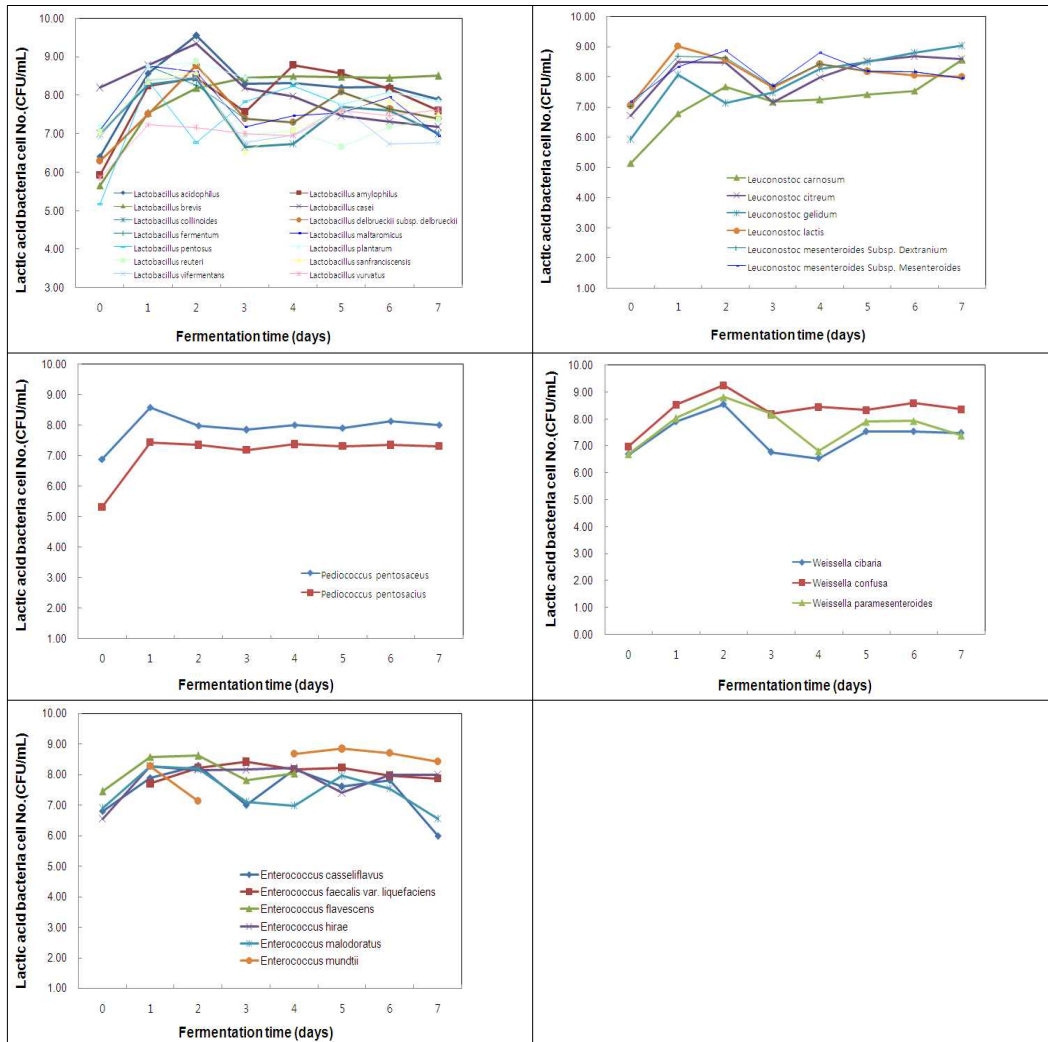 Lactic acid bacteria cell No.(CFU/mL)
10.00
9.00
8.00
7.00
6.00
5.00
4.00
3.00
Lactobacillus acidophilus
Lactobacillus amylophilus
Lactobacillus brevis
Lactobacillus casei
Lactobacillus collinoides
Lactobacillus delbrueckii subsp. delbrueckii
Lactobacillus fermentum
Lactobacillus maltaromicus
Lactobacillus pentosus
Lactobacillus plantarum
Lactobacillus reuteri
Lactobacillus sanfranciscensis
Lactobacillus vifermentans
Lactobacillus vurvatus
0 1 2 3 4 5 6 7
Fermentation time (days)
Lactic acid bacteria cell No.(CFU/mL)
10.00
9.00
8.00
7.00
6.00
5.00
4.00
3.00
2.00
1.00
Leuconostoc carnosum
Leuconostoc citreum
Leuconostoc gelidum
Leuconostoc lactis
Leuconostoc mesenteroides Subsp. Dextranium
Leuconostoc mesenteroides Subsp. Mesenteroides
0 1 2 3 4 5 6 7
Fermentation time (days)
Lactic acid bacteria cell No.(CFU/mL)
10.00
9.00
8.00
7.00
6.00
5.00
4.00
3.00
2.00
1.00
Pediococcus pentosaceus
Pediococcus pentosacius
0 1 2 3 4 5 6 7
Fermentation time (days)
Lactic acid bacteria cell No.(CFU/mL)
10.00
9.00
8.00
7.00
6.00
5.00
4.00
3.00
2.00
1.00
0.00
Weissella cibaria
Weissella confusa
Weissella paramesenteroides
0 1 2 3 4 5 6 7
Fermentation time (days)
Lactic acid bacteria cell No.(CFU/mL)
10.00
9.00
8.00
7.00
6.00
5.00
4.00
3.00
2.00
1.00
Enterococcus casseliflavus
Enterococcus faecalis var. liquefaciens
Enterococcus flavescens
Enterococcus hirae
Enterococcus malodoratus
Enterococcus mundtii
0 1 2 3 4 5 6 7
Fermentation time (days)